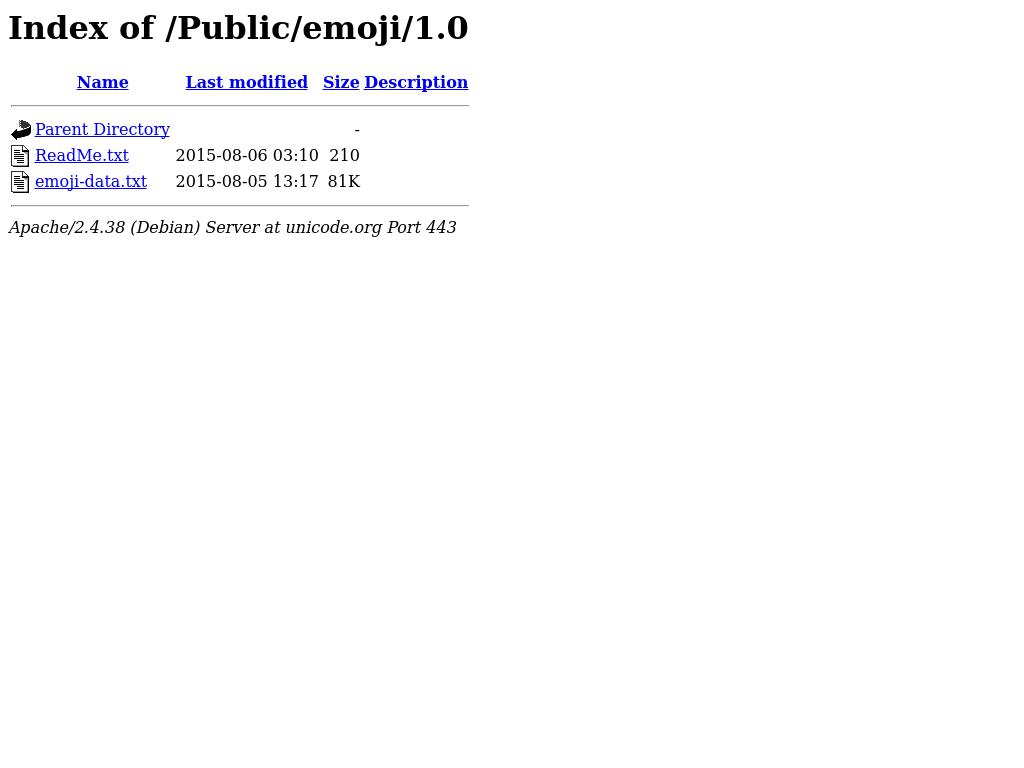 Index of /Public/emoji/1.0
Name Last modified Size Description
Parent Directory -
ReadMe.txt 2015-08-06 03:10 210
emoji-data.txt 2015-08-05 13:17 81K
Apache/2.4.38 (Debian) Server at unicode.org Port 443